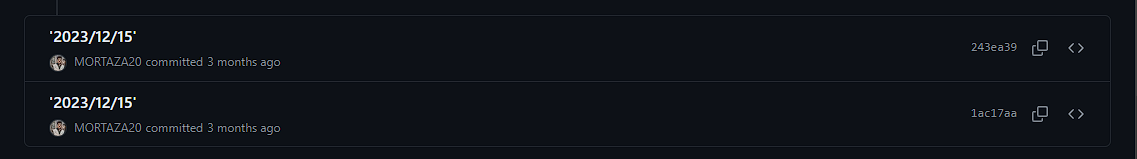 '2023/12/15'
MORTAZA20 committed 3 months ago
243ea39
'2023/12/15'
MORTAZA20 committed 3 months ago
1ac17aa